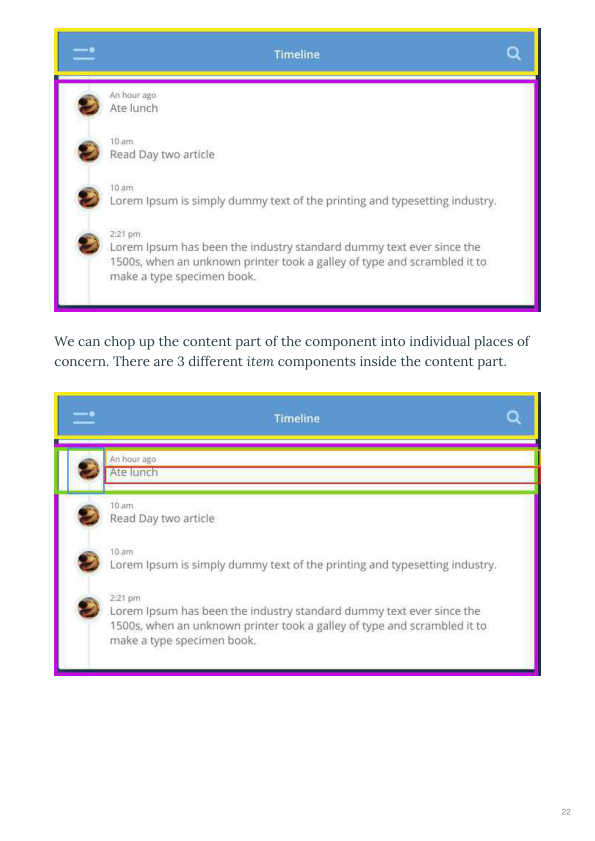 Timeline
An hour ago
Ate lunch
10 am
Read Day two article
10 am
Lorem Ipsum is simply dummy text of the printing and typesetting industry.
2:21 pm
Lorem Ipsum has been the industry standard dummy text ever since the
1500s, when an unknown printer took a galley of type and scrambled it to
make a type specimen book.
We can chop up the content part of the component into individual places of
concern. There are 3 different item components inside the content part.
Timeline
An hour ago
Ate lunch
10 am
Read Day two article
10 am
Lorem Ipsum is simply dummy text of the printing and typesetting industry.
2:21 pm
Lorem Ipsum has been the industry standard dummy text ever since the
1500s, when an unknown printer took a galley of type and scrambled it to
make a type specimen book.
22